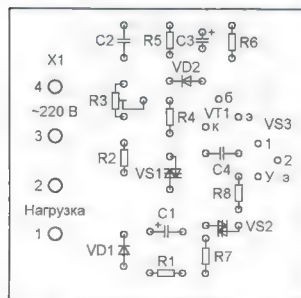 C2
R5
C3
+
R6
X1
VD2
4
R3
б
~220 В
R4
VT1
э
к
VS3
3
1
R2
VS1
C4
2
У
э
2
R8
Нагрузка
C1
+
VS2
1
VD1
R7
R1